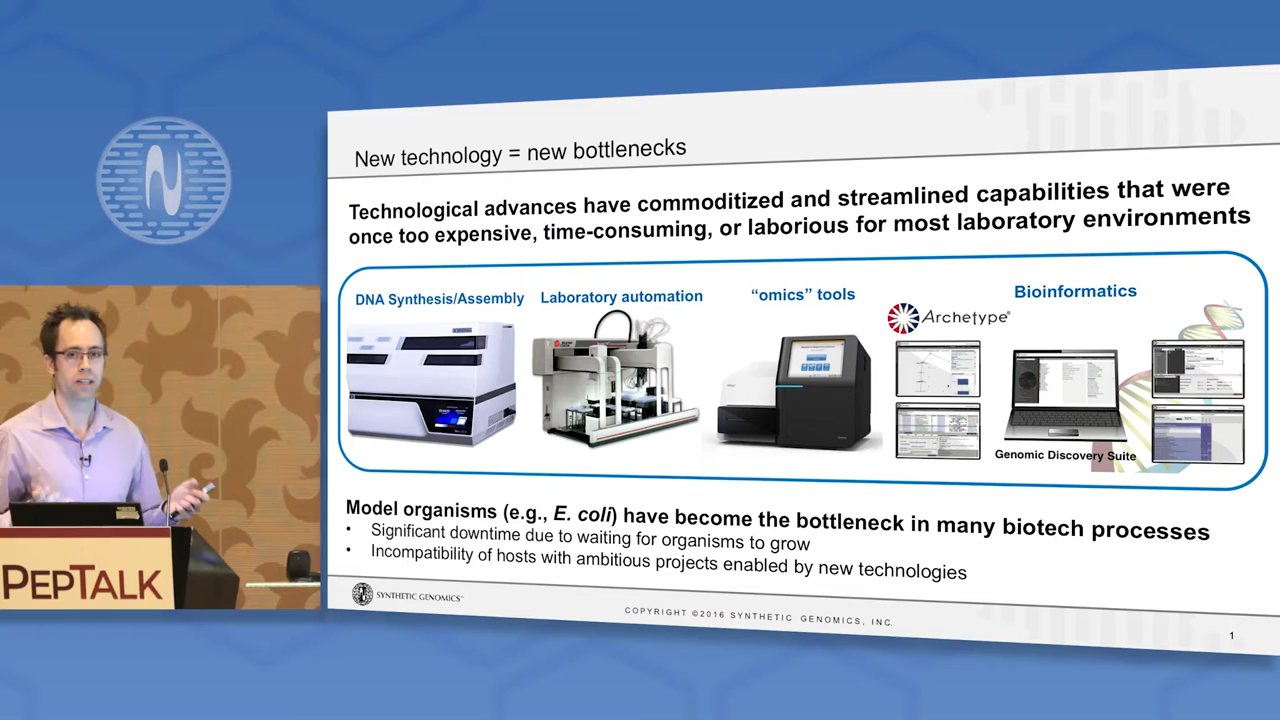 New technology = new bottlenecks
Technological advances have commoditized and streamlined capabilities that were
once too expensive, time-consuming, or laborious for most laboratory environments
DNA Synthesis/Assembly
Laboratory automation
“omics” tools
Bioinformatics
Archetype®
Genomic Discovery Suite
Model organisms (e.g., E. coli) have become the bottleneck in many biotech processes
• Significant downtime due to waiting for organisms to grow
• Incompatibility of hosts with ambitious projects enabled by new technologies
SYNTHETIC GENOMICS™
COPYRIGHT ©2016 SYNTHETIC GENOMICS, INC.
1
PEPTALK
N